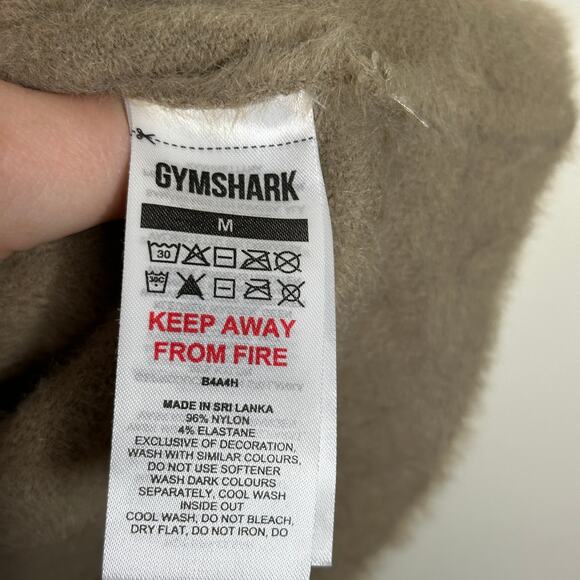 GYMSHARK
M
30
30C
KEEP AWAY
FROM FIRE
B4A4H
MADE IN SRI LANKA
96% NYLON
4% ELASTANE
EXCLUSIVE OF DECORATION,
WASH WITH SIMILAR COLOURS,
DO NOT USE SOFTENER
WASH DARK COLOURS
SEPARATELY, COOL WASH
INSIDE OUT
COOL WASH, DO NOT BLEACH,
DRY FLAT, DO NOT IRON, DO